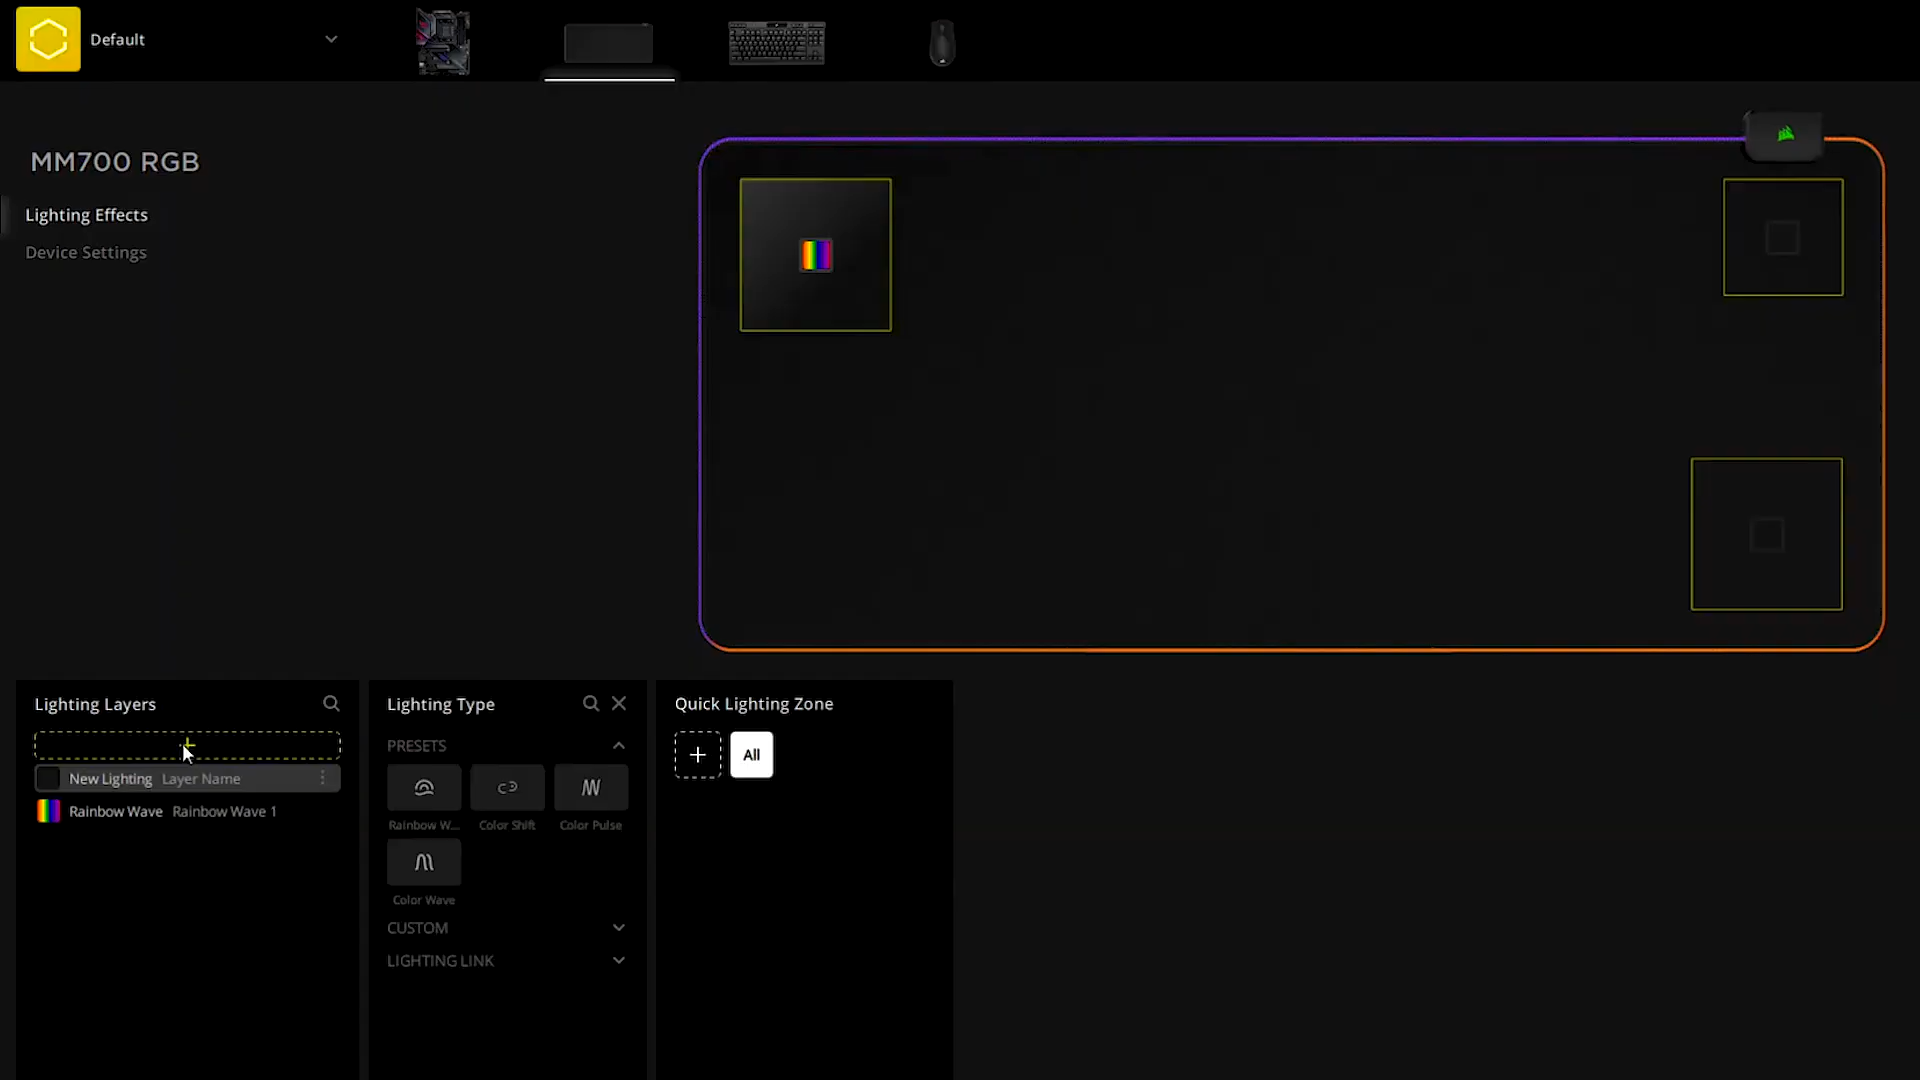 Default
MM700 RGB
Lighting Effects
Device Settings
Lighting Layers
New Lighting Layer Name
Rainbow Wave Rainbow Wave 1
Lighting Type
PRESETS
Rainbow W... Color Shift Color Pulse
Color Wave
CUSTOM
LIGHTING LINK
Quick Lighting Zone
All